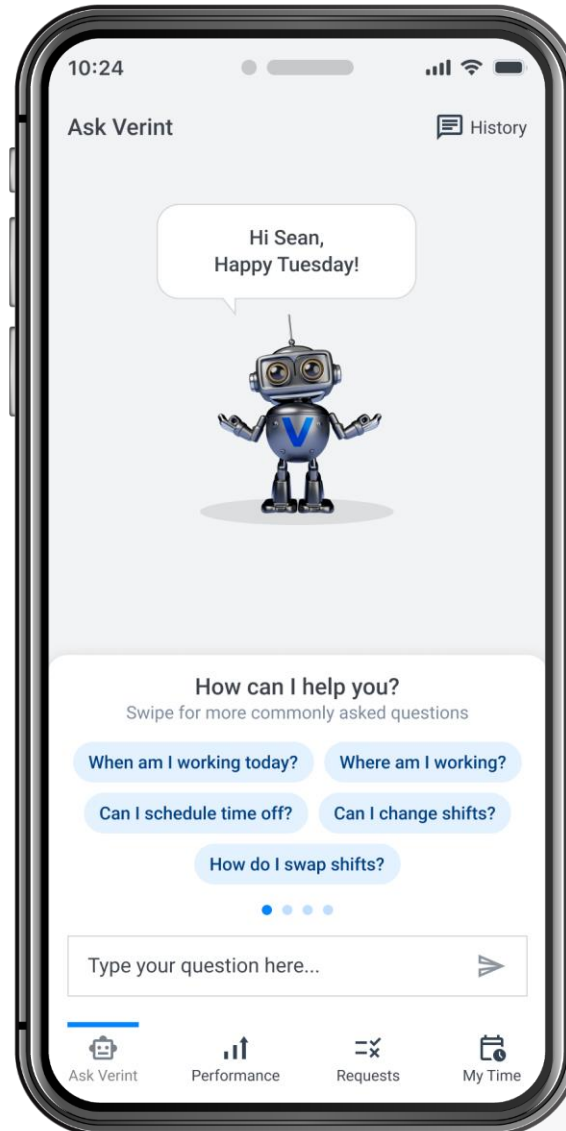 10:24
Ask Verint
History
Hi Sean,
Happy Tuesday!
V
How can I help you?
Swipe for more commonly asked questions
When am I working today?
Where am I working?
Can I schedule time off?
Can I change shifts?
How do I swap shifts?
Type your question here...
Ask Verint
Performance
Requests
My Time